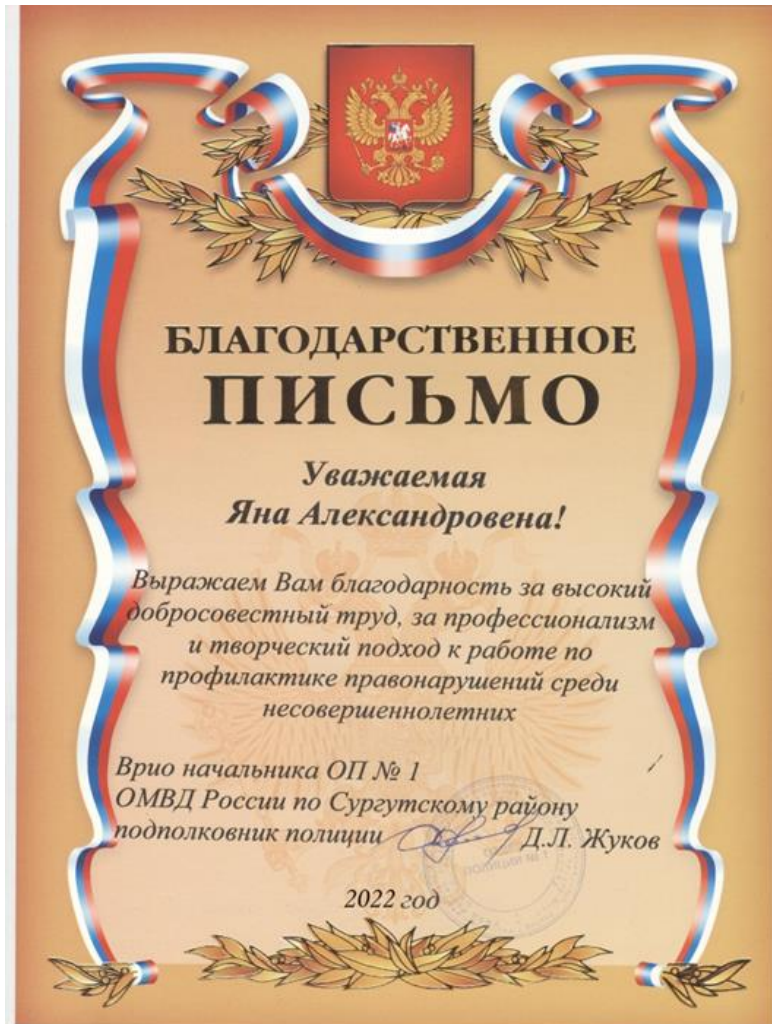 БЛАГОДАРСТВЕННОЕ
ПИСЬМО
Уважаемая
Яна Александровена!
Выражаем Вам благодарность за высокий
добросовестный труд, за профессионализм
и творческий подход к работе по
профилактике правонарушений среди
несовершеннолетних
Врио начальника ОП № 1
ОМВД России по Сургутскому району
подполковник полиции Д.Л. Жуков
2022 год